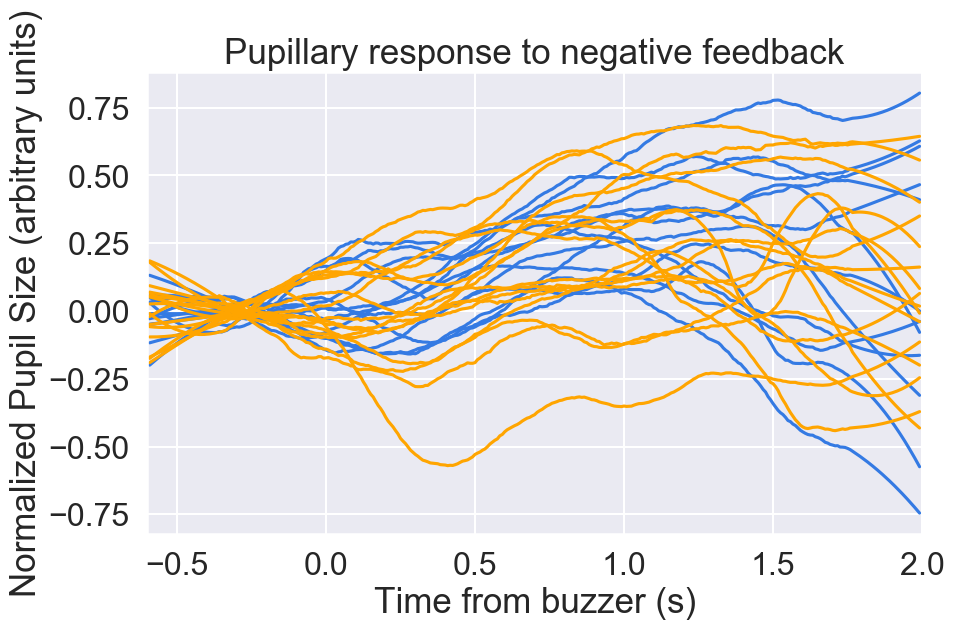 Pupillary response to negative feedback
Normalized Pupil Size (arbitrary units)
0.75
0.50
0.25
0.00
−0.25
−0.50
−0.75
−0.5 0.0 0.5 1.0 1.5 2.0
Time from buzzer (s)